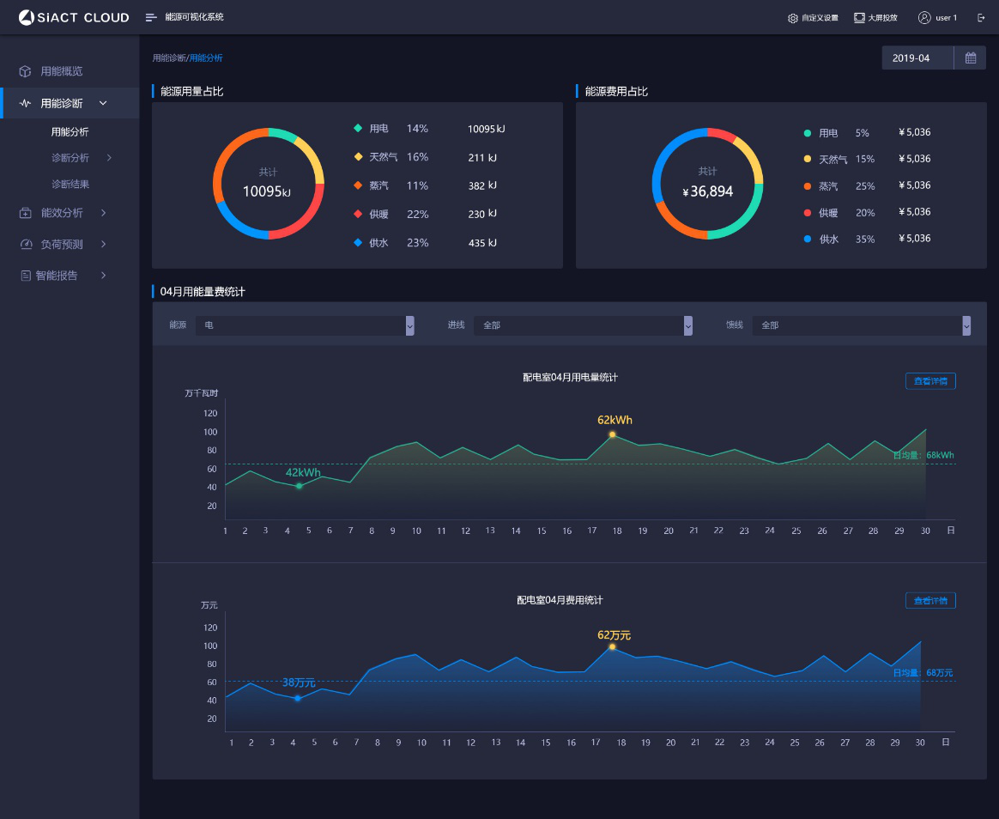 SiACT CLOUD 能源可视化系统 自定义设置 大屏投放 user 1
用能概览
用能诊断
用能分析
诊断分析
诊断结果
能效分析
负荷预测
智能报告
用能诊断/用能分析
2019-04
能源用量占比
共计
10095kJ
用电 14% 10095 kJ
天然气 16% 211 kJ
蒸汽 11% 382 kJ
供暖 22% 230 kJ
供水 23% 435 kJ
能源费用占比
共计
¥ 36,894
用电 5% ¥ 5,036
天然气 15% ¥ 5,036
蒸汽 25% ¥ 5,036
供暖 20% ¥ 5,036
供水 35% ¥ 5,036
04月用能量费统计
能源 电 进线 全部 馈线 全部
配电室04月用电量统计
查看详情
万千瓦时
120
100
80
60
40
20
62kWh
42kWh
日均量：68kWh
1 2 3 4 5 6 7 8 9 10 11 12 13 14 15 16 17 18 19 20 21 22 23 24 25 26 27 28 29 30 日
配电室04月费用统计
查看详情
万元
120
100
80
60
40
20
62万元
38万元
日均量：68万元
1 2 3 4 5 6 7 8 9 10 11 12 13 14 15 16 17 18 19 20 21 22 23 24 25 26 27 28 29 30 日